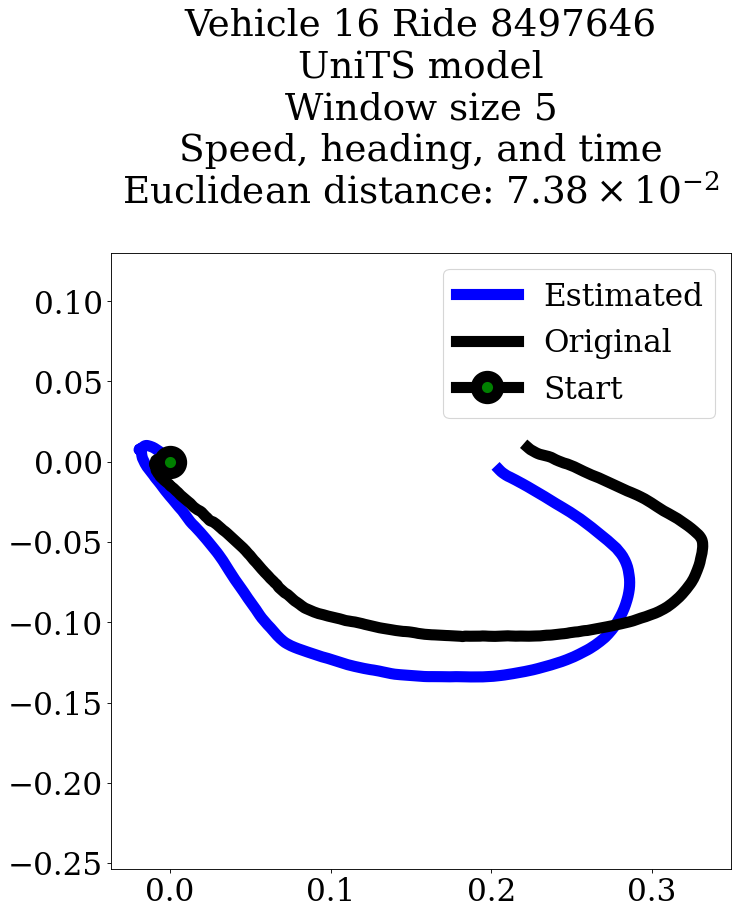 Vehicle 16 Ride 8497646
UniTS model
Window size 5
Speed, heading, and time
Euclidean distance: 7.38 × 10⁻²
Estimated
Original
Start
0.10
0.05
0.00
−0.05
−0.10
−0.15
−0.20
−0.25
0.0 0.1 0.2 0.3